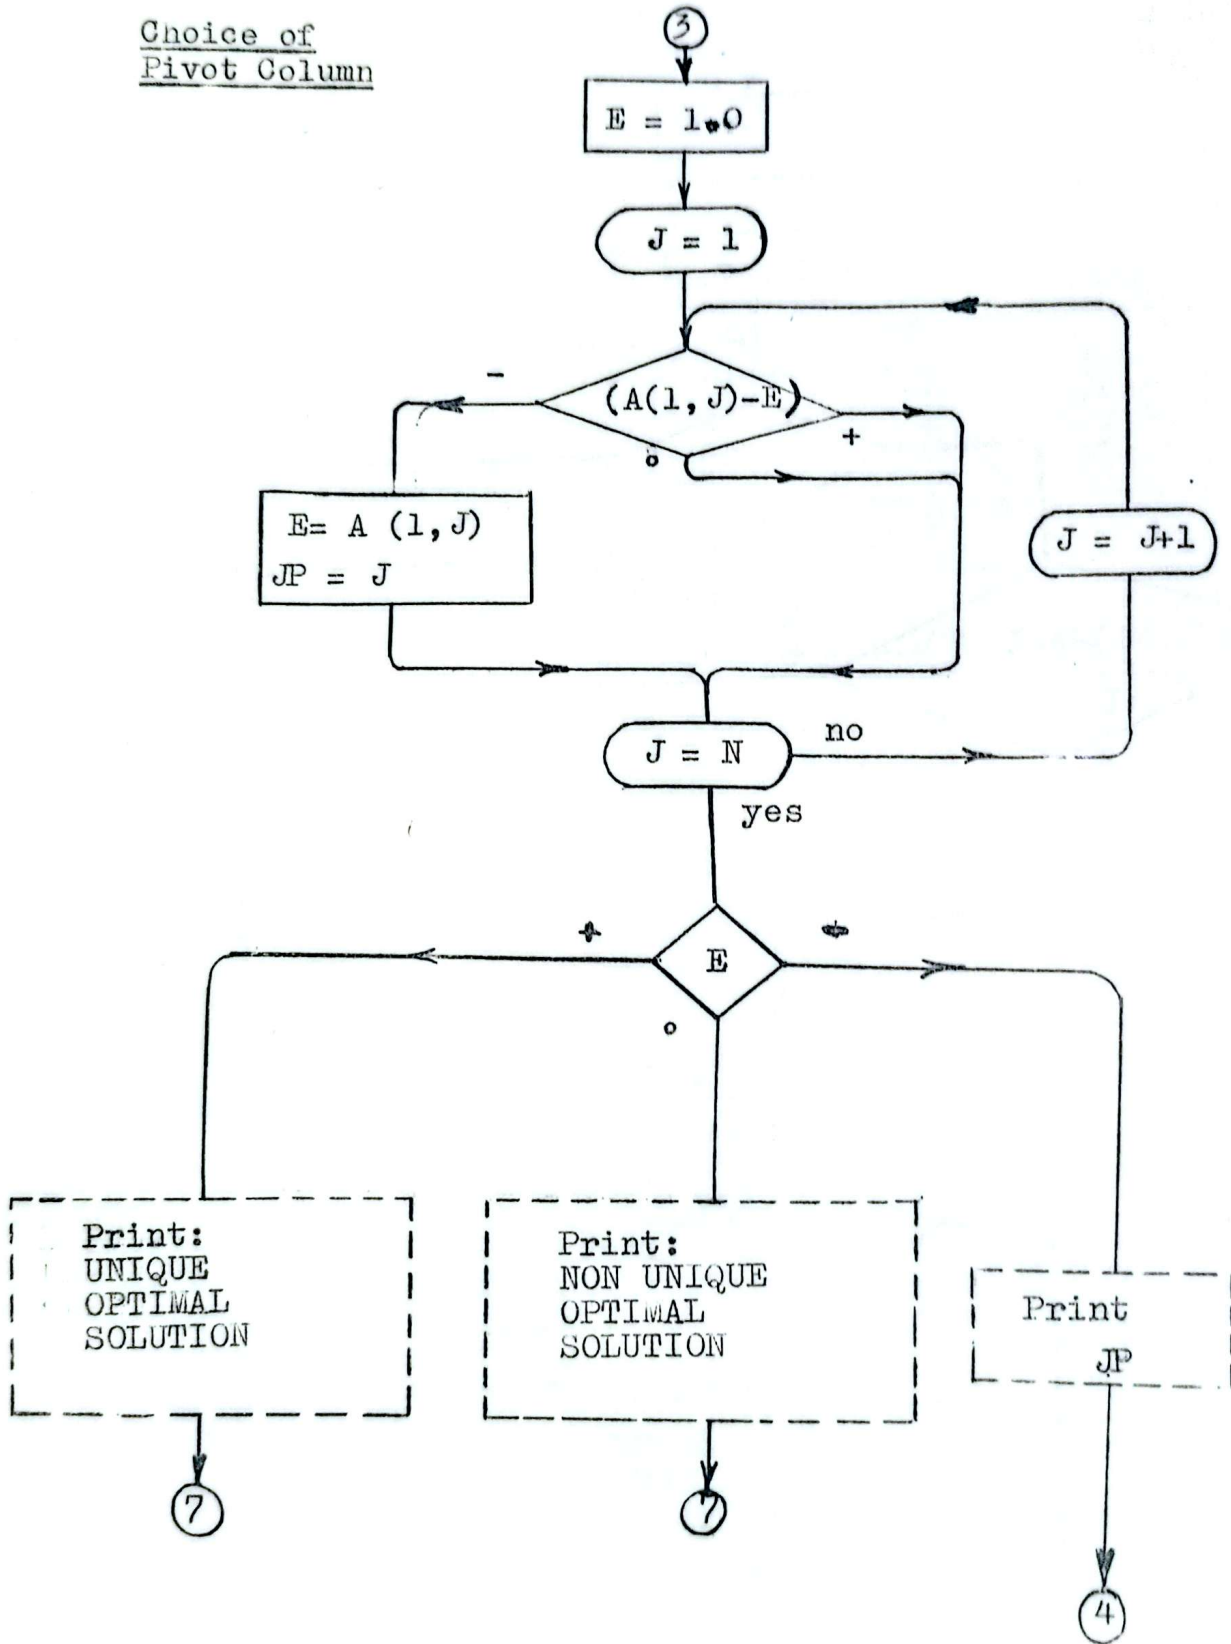 Choice of
Pivot Column
3
E = 1.0
J = 1
(A(1,J)-E)
-
+
o
E= A (1,J)
JP = J
J = J+1
J = N
no
yes
E
+
o
Print:
UNIQUE
OPTIMAL
SOLUTION
Print:
NON UNIQUE
OPTIMAL
SOLUTION
Print
JP
7
7
4